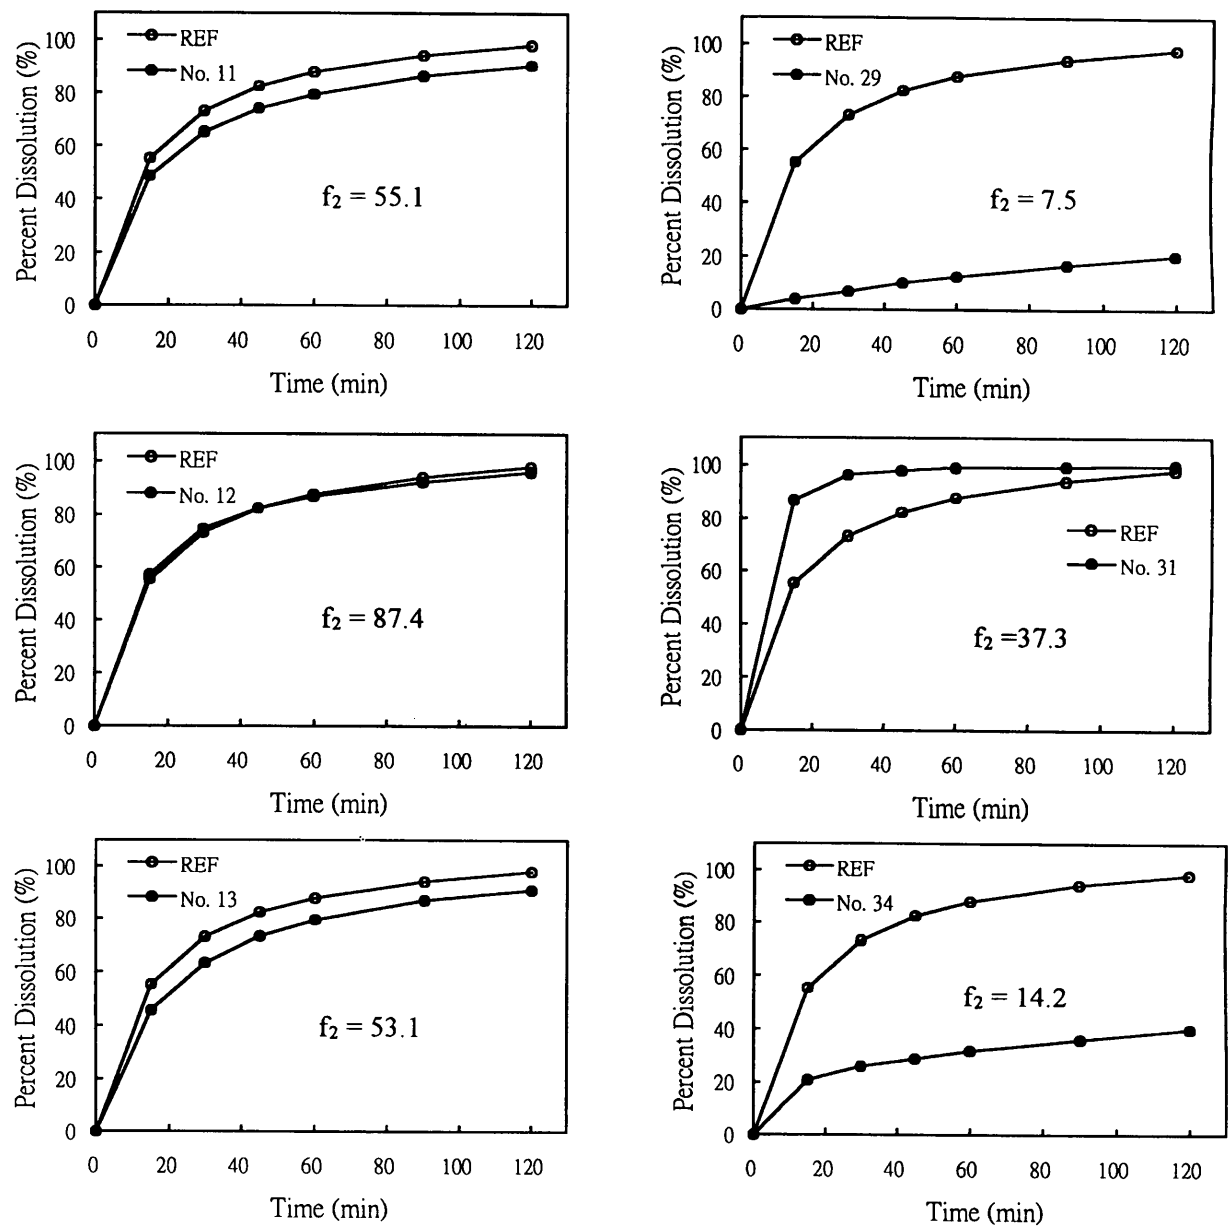 Percent Dissolution (%)
100
80
60
40
20
0
REF
No. 11
f₂ = 55.1
0 20 40 60 80 100 120
Time (min)
Percent Dissolution (%)
100
80
60
40
20
0
REF
No. 29
f₂ = 7.5
0 20 40 60 80 100 120
Time (min)
Percent Dissolution (%)
100
80
60
40
20
0
REF
No. 12
f₂ = 87.4
0 20 40 60 80 100 120
Time (min)
Percent Dissolution (%)
100
80
60
40
20
0
REF
No. 31
f₂ =37.3
0 20 40 60 80 100 120
Time (min)
Percent Dissolution (%)
100
80
60
40
20
0
REF
No. 13
f₂ = 53.1
0 20 40 60 80 100 120
Time (min)
Percent Dissolution (%)
100
80
60
40
20
0
REF
No. 34
f₂ = 14.2
0 20 40 60 80 100 120
Time (min)